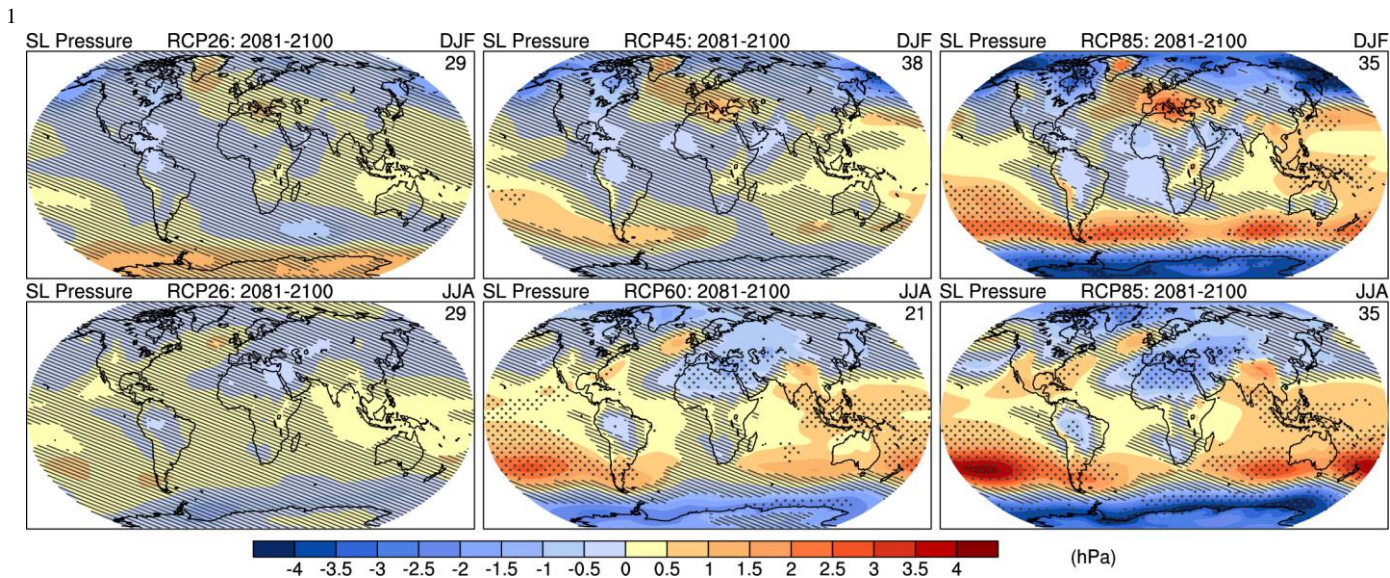 1
SL Pressure RCP26: 2081-2100 DJF
29
SL Pressure RCP45: 2081-2100 DJF
38
SL Pressure RCP85: 2081-2100 DJF
35
SL Pressure RCP26: 2081-2100 JJA
29
SL Pressure RCP60: 2081-2100 JJA
21
SL Pressure RCP85: 2081-2100 JJA
35
-4 -3.5 -3 -2.5 -2 -1.5 -1 -0.5 0 0.5 1 1.5 2 2.5 3 3.5 4 (hPa)